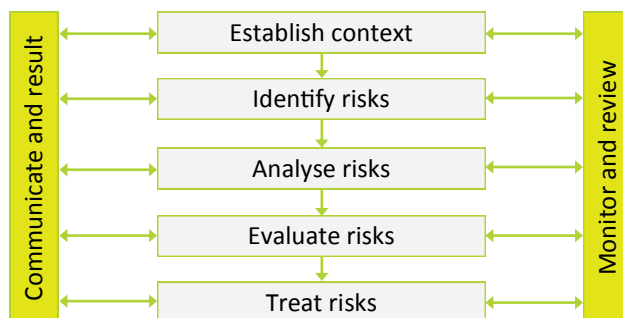 Communicate and result
Establish context
Identify risks
Analyse risks
Evaluate risks
Treat risks
Monitor and review